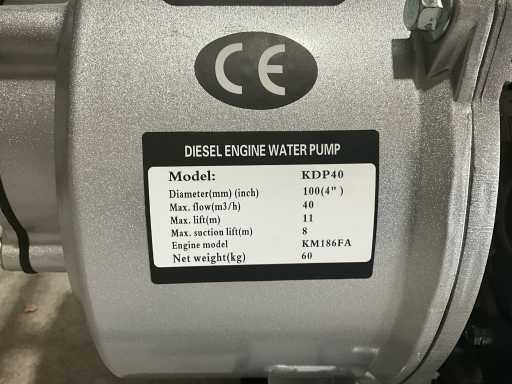 CE
DIESEL ENGINE WATER PUMP
Model: KDP40
Diameter(mm) (inch) 100(4")
Max. flow(m3/h) 40
Max. lift(m) 11
Max. suction lift(m) 8
Engine model KM186FA
Net weight(kg) 60